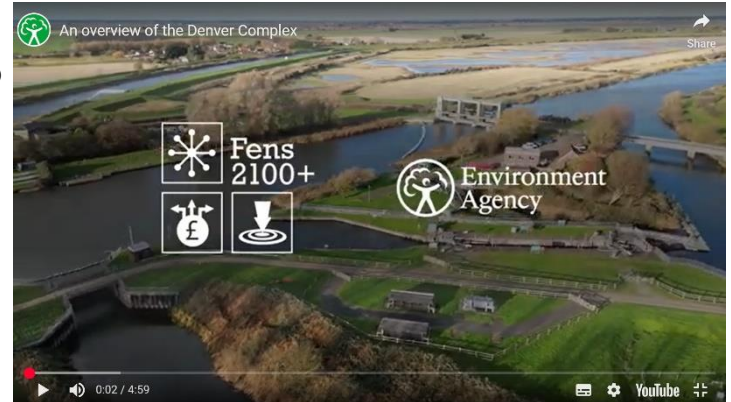 An overview of the Denver Complex
Share
Fens
2100+
£
Environment
Agency
0:02 / 4:59
YouTube